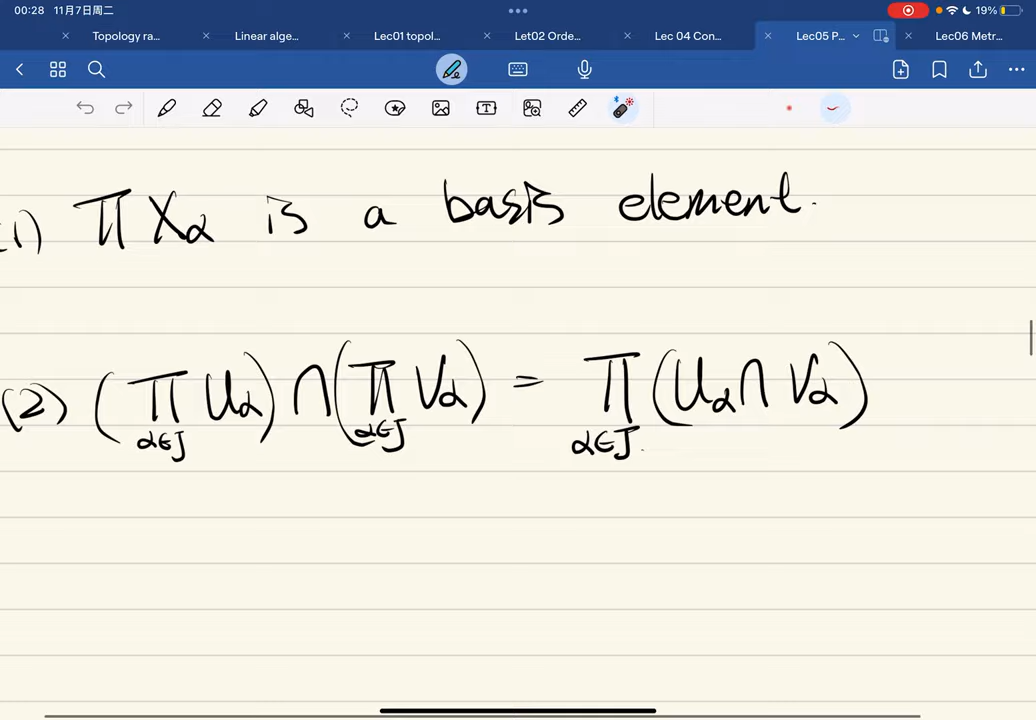 00:28 11月7日周二 19%
Topology ra... Linear alge... Lec01 topol... Let02 Orde... Lec 04 Con... Lec05 P... Lec06 Metr...
(1) ∏ Xα is a basis element.
(2) (∏ Uα) ∩ (∏ Vα) = ∏ (Uα ∩ Vα)
α∈J α∈J α∈J